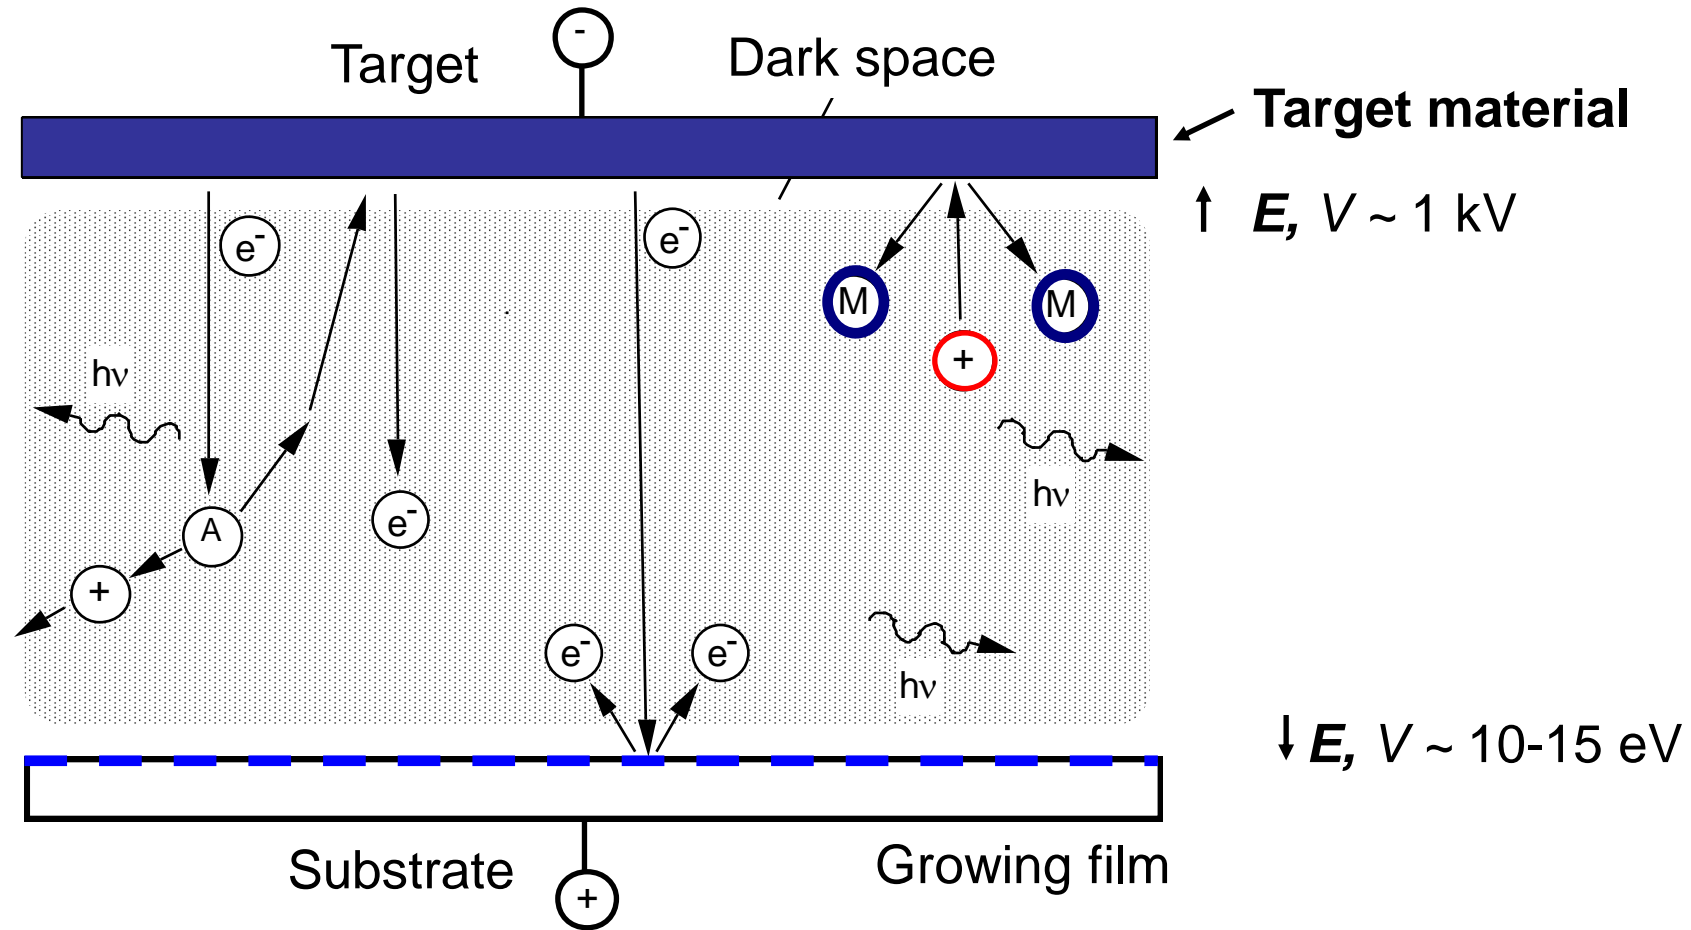 -
Target
Dark space
Target material
E, V ~ 1 kV
e-
e-
M
M
+
hν
hν
A
e-
+
e-
e-
hν
E, V ~ 10-15 eV
Substrate
Growing film
+